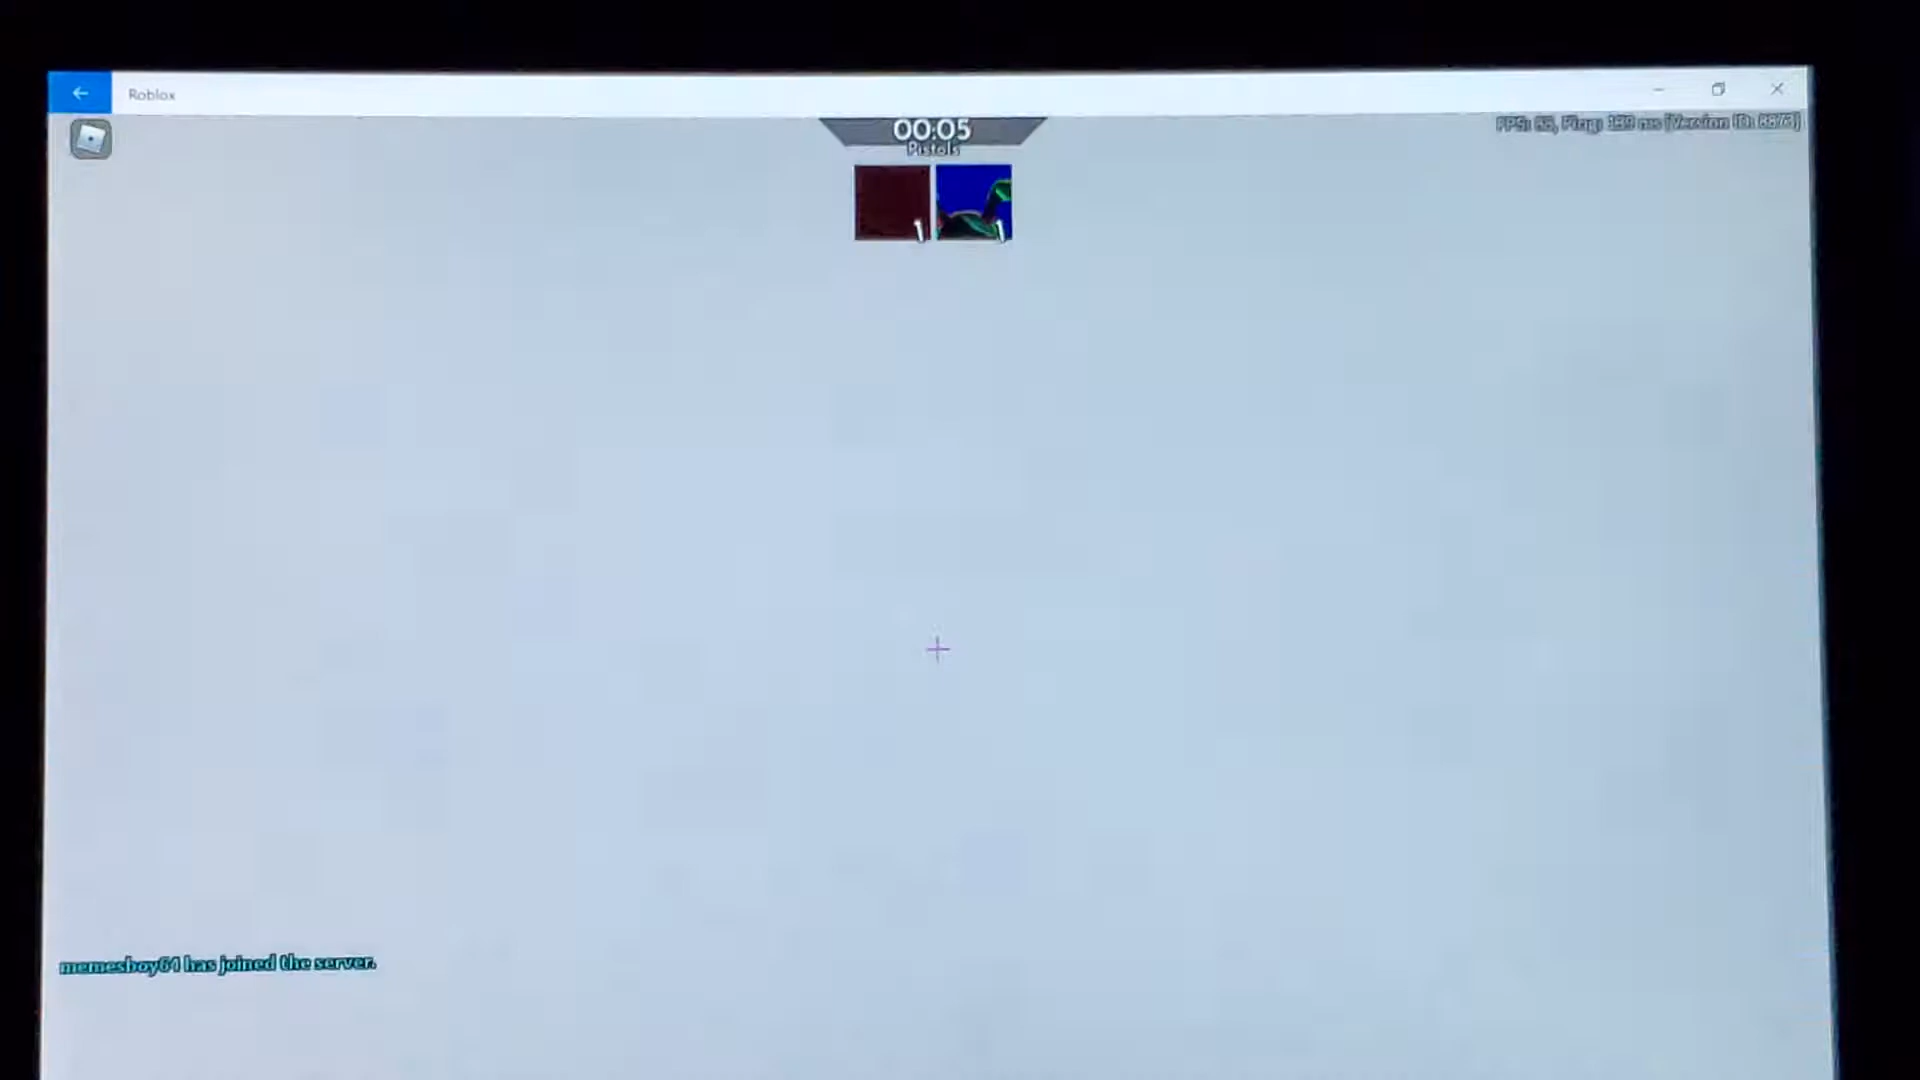 Roblox
00:05
Pistols
1
1
memesboy64 has joined the server.